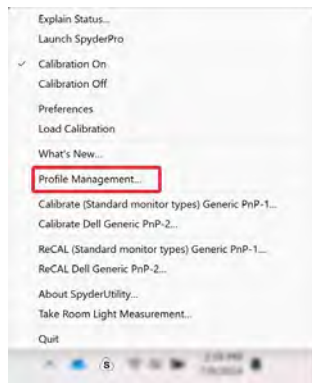 Explain Status...
Launch SpyderPro
Calibration On
Calibration Off
Preferences
Load Calibration
What's New...
Profile Management...
Calibrate (Standard monitor types) Generic PnP-1...
Calibrate Dell Generic PnP-2...
ReCAL (Standard monitor types) Generic PnP-1...
ReCAL Dell Generic PnP-2...
About SpyderUtility...
Take Room Light Measurement...
Quit
S